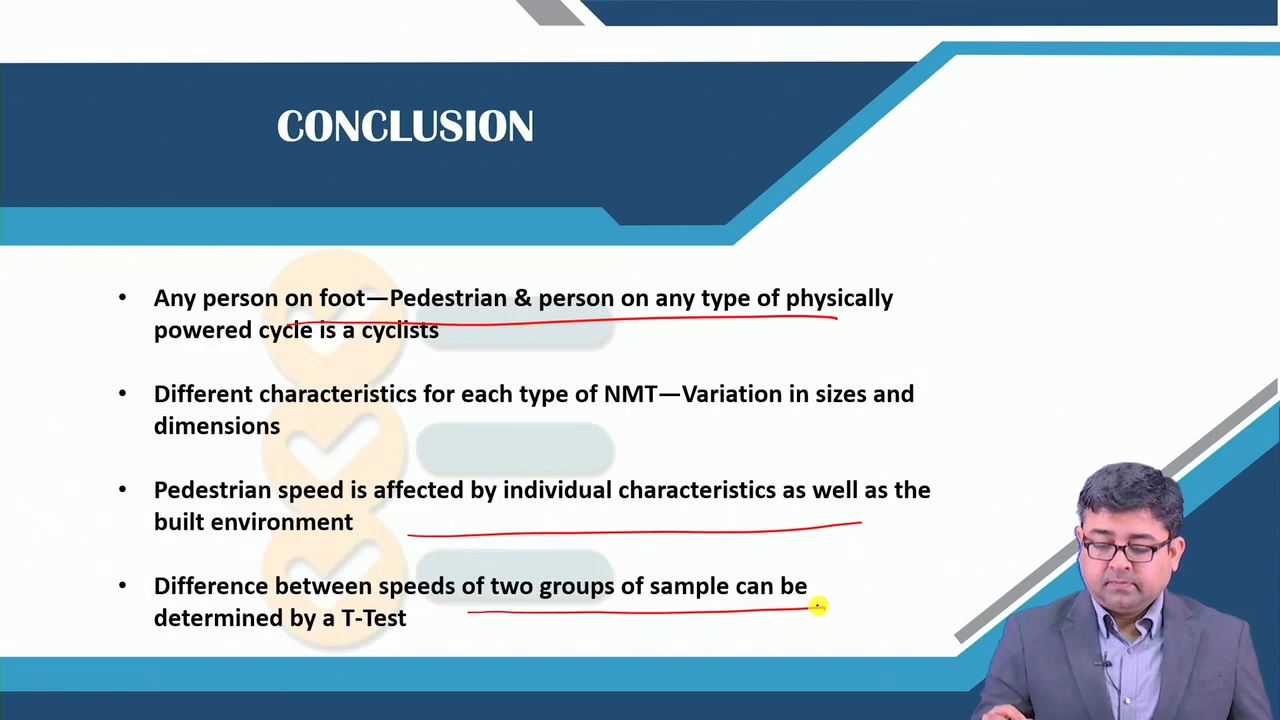 CONCLUSION
• Any person on foot—Pedestrian & person on any type of physically
powered cycle is a cyclists
• Different characteristics for each type of NMT—Variation in sizes and
dimensions
• Pedestrian speed is affected by individual characteristics as well as the
built environment
• Difference between speeds of two groups of sample can be
determined by a T-Test